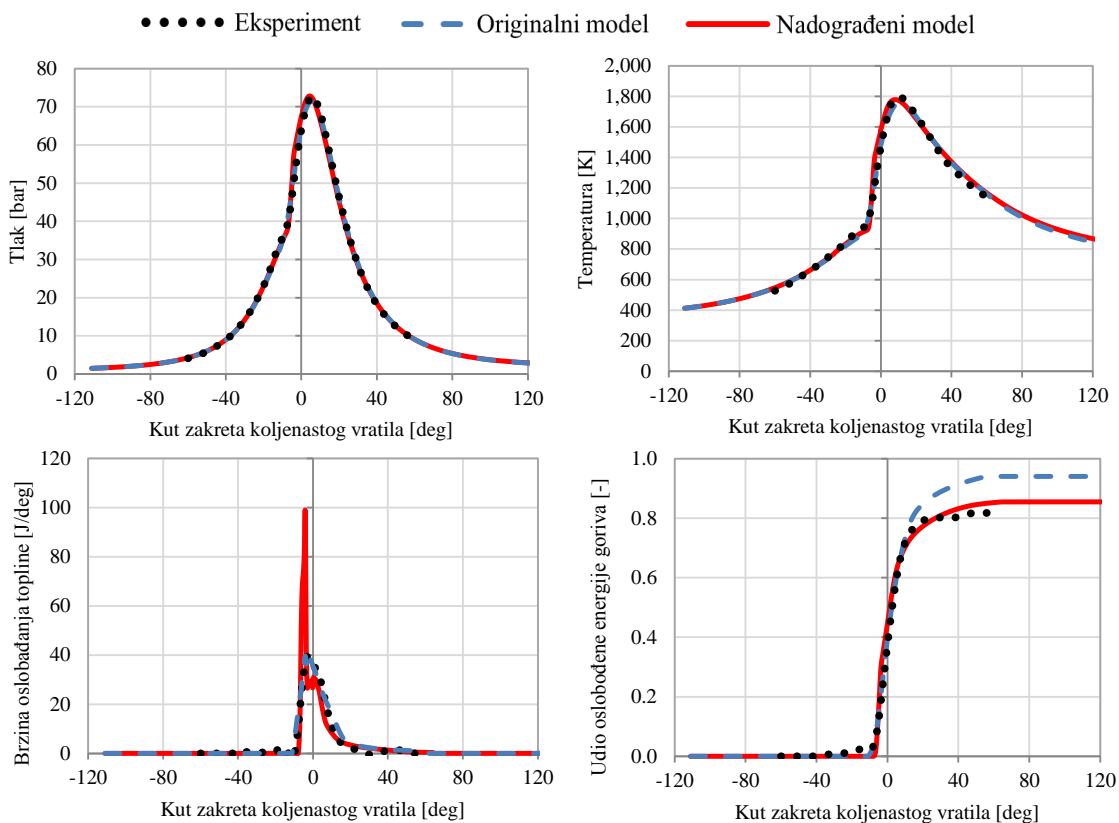 Eksperiment Originalni model Nadograđeni model
80
70
60
50
40
30
20
10
0
Tlak [bar]
-120 -80 -40 0 40 80 120
Kut zakreta koljenastog vratila [deg]
2,000
1,800
1,600
1,400
1,200
1,000
800
600
400
200
0
Temperatura [K]
-120 -80 -40 0 40 80 120
Kut zakreta koljenastog vratila [deg]
120
100
80
60
40
20
0
Brzina oslobađanja topline [J/deg]
-120 -80 -40 0 40 80 120
Kut zakreta koljenastog vratila [deg]
1.0
0.8
0.6
0.4
0.2
0.0
Udio oslobođene energije goriva [-]
-120 -80 -40 0 40 80 120
Kut zakreta koljenastog vratila [deg]